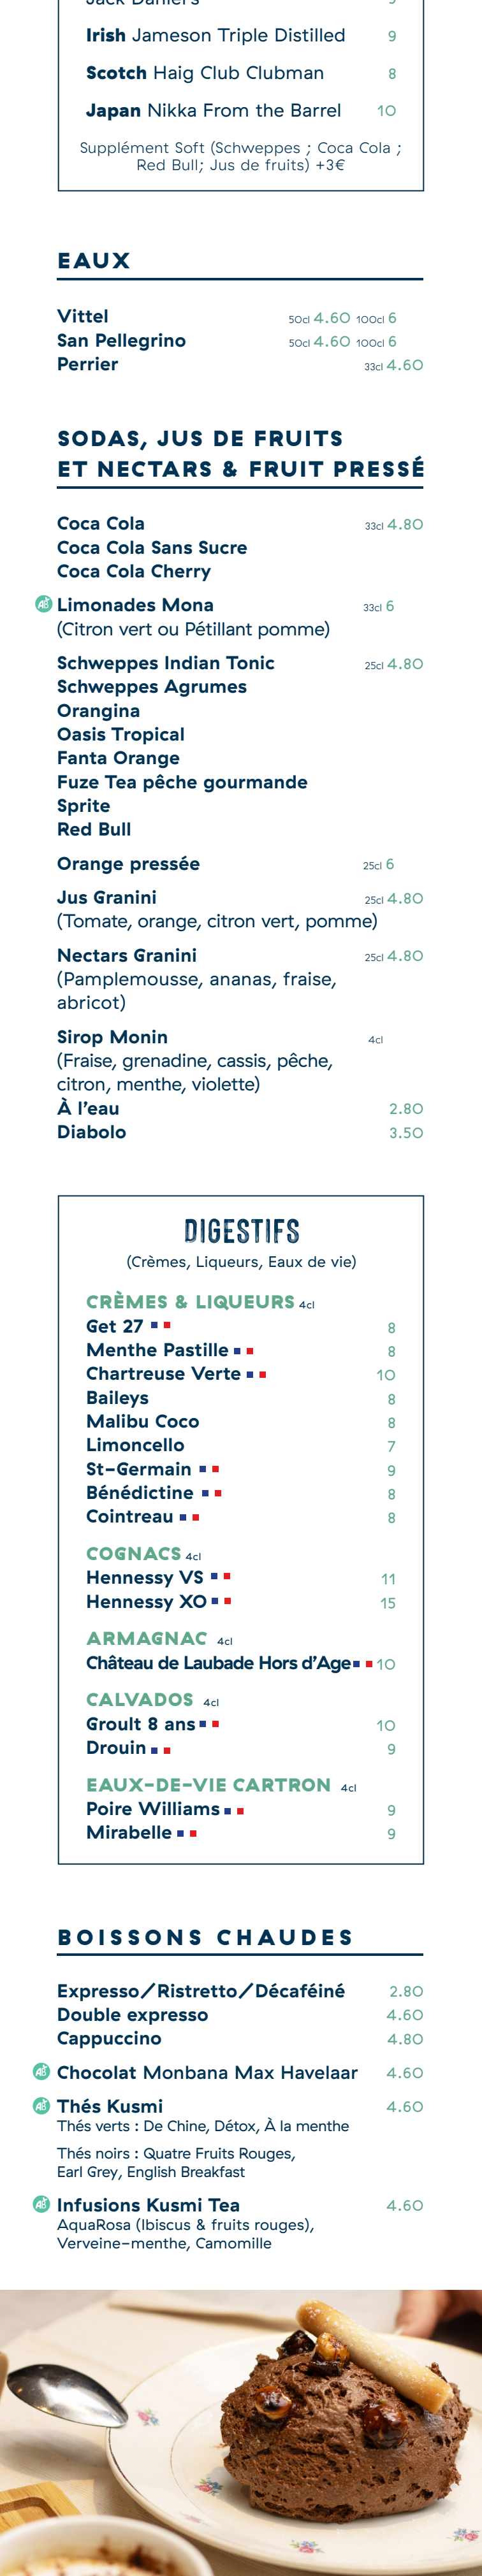 Jack Daniel's 9
Irish Jameson Triple Distilled 9
Scotch Haig Club Clubman 8
Japan Nikka From the Barrel 10
Supplément Soft (Schweppes ; Coca Cola ;
Red Bull; Jus de fruits) +3€
EAUX
Vittel 50cl 4.60 100cl 6
San Pellegrino 50cl 4.60 100cl 6
Perrier 33cl 4.60
SODAS, JUS DE FRUITS
ET NECTARS & FRUIT PRESSÉ
Coca Cola 33cl 4.80
Coca Cola Sans Sucre
Coca Cola Cherry
AB Limonades Mona 33cl 6
(Citron vert ou Pétillant pomme)
Schweppes Indian Tonic 25cl 4.80
Schweppes Agrumes
Orangina
Oasis Tropical
Fanta Orange
Fuze Tea pêche gourmande
Sprite
Red Bull
Orange pressée 25cl 6
Jus Granini 25cl 4.80
(Tomate, orange, citron vert, pomme)
Nectars Granini 25cl 4.80
(Pamplemousse, ananas, fraise,
abricot)
Sirop Monin 4cl
(Fraise, grenadine, cassis, pêche,
citron, menthe, violette)
À l'eau 2.80
Diabolo 3.50
DIGESTIFS
(Crèmes, Liqueurs, Eaux de vie)
CRÈMES & LIQUEURS 4cl
Get 27 8
Menthe Pastille 8
Chartreuse Verte 10
Baileys 8
Malibu Coco 8
Limoncello 7
St-Germain 9
Bénédictine 8
Cointreau 8
COGNACS 4cl
Hennessy VS 11
Hennessy XO 15
ARMAGNAC 4cl
Château de Laubade Hors d'Age 10
CALVADOS 4cl
Groult 8 ans 10
Drouin 9
EAUX-DE-VIE CARTRON 4cl
Poire Williams 9
Mirabelle 9
BOISSONS CHAUDES
Expresso/Ristretto/Décaféiné 2.80
Double expresso 4.60
Cappuccino 4.80
AB Chocolat Monbana Max Havelaar 4.60
AB Thés Kusmi 4.60
Thés verts : De Chine, Détox, À la menthe
Thés noirs : Quatre Fruits Rouges,
Earl Grey, English Breakfast
AB Infusions Kusmi Tea 4.60
AquaRosa (Ibiscus & fruits rouges),
Verveine-menthe, Camomille